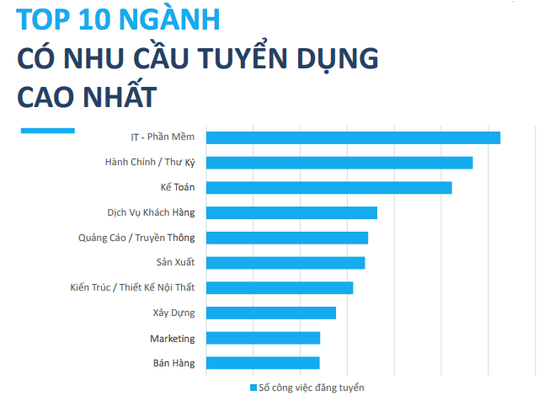 TOP 10 NGÀNH
CÓ NHU CẦU TUYỂN DỤNG
CAO NHẤT
IT - Phần Mềm
Hành Chính / Thư Ký
Kế Toán
Dịch Vụ Khách Hàng
Quảng Cáo / Truyền Thông
Sản Xuất
Kiến Trúc / Thiết Kế Nội Thất
Xây Dựng
Marketing
Bán Hàng
Số công việc đăng tuyển